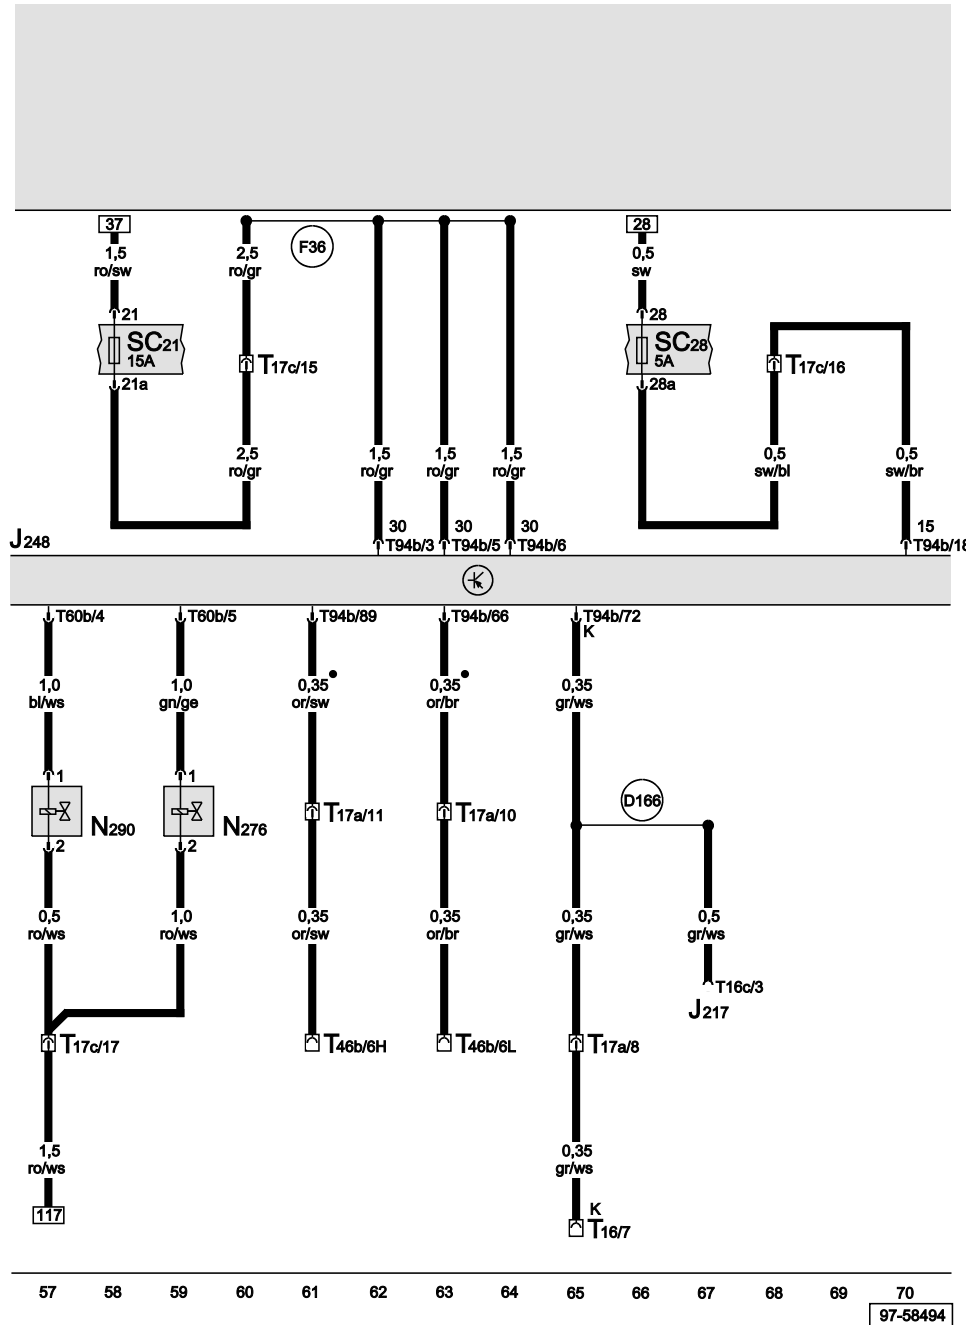 37 28
F36
1,5 2,5 0,5
ro/sw ro/gr sw
21 28
SC21 SC28
15A 5A
T17c/15 T17c/16
21a 28a
2,5 1,5 1,5 1,5 0,5 0,5
ro/gr ro/gr ro/gr ro/gr sw/bl sw/br
30 30 30 15
J248 T94b/3 T94b/5 T94b/6 T94b/18
T60b/4 T60b/5 T94b/89 T94b/66 T94b/72
K
1,0 1,0 0,35 0,35 0,35
bl/ws gn/ge or/sw or/br gr/ws
1 1
D166
N290 N276 T17a/11 T17a/10
2 2
0,5 1,0 0,35 0,35 0,35 0,5
ro/ws ro/ws or/sw or/br gr/ws gr/ws
T16c/3
J217
T17c/17 T46b/6H T46b/6L T17a/8
1,5 0,35
ro/ws gr/ws
117 K
T16/7
57 58 59 60 61 62 63 64 65 66 67 68 69 70
97-58494